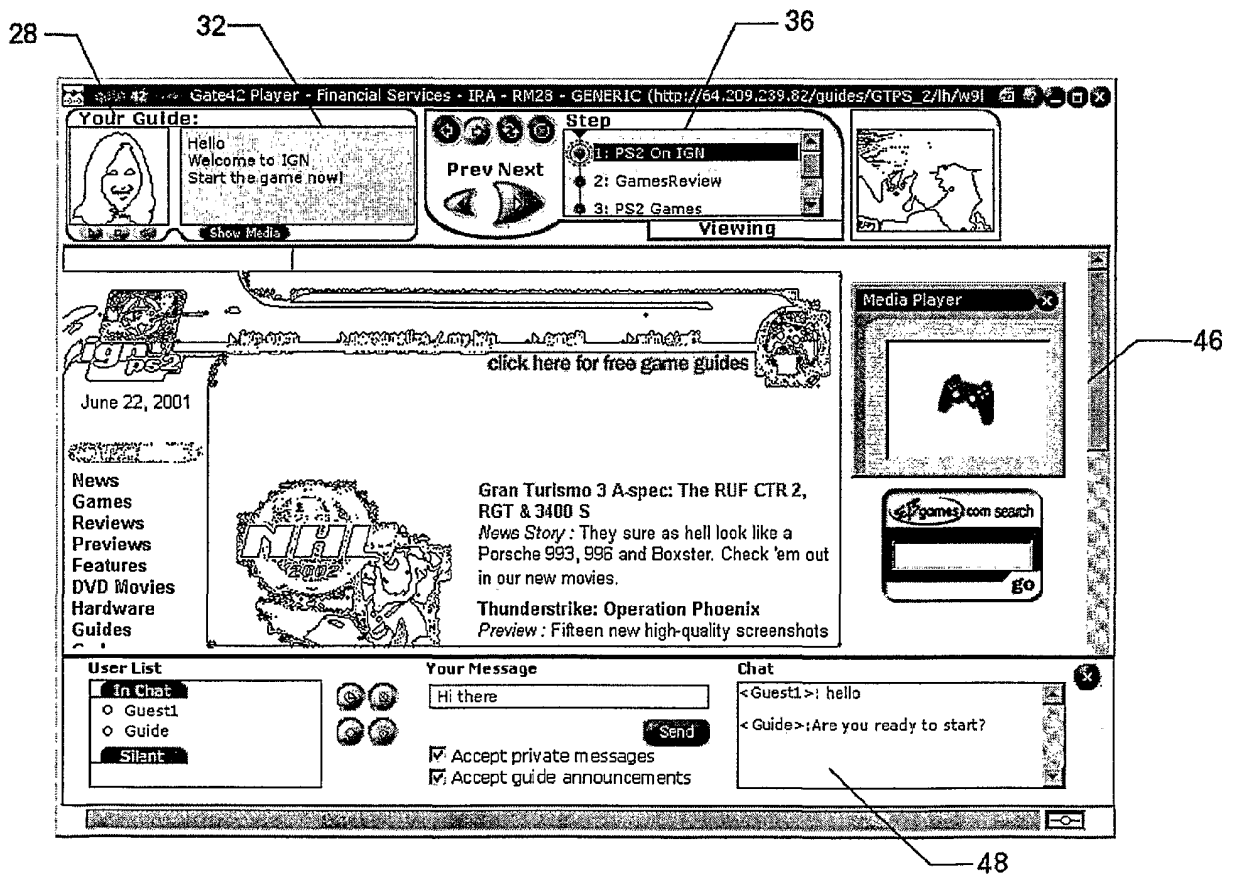 28
32
36
42 Gate42 Player - Financial Services - IRA - RM28 - GENERIC (http://64.209.239.82/guides/GTPS_2/lh/w9l
Your Guide:
Hello
Welcome to IGN
Start the game now!
Show Media
Prev Next
Step
1: PS2 On IGN
2: GamesReview
3: PS2 Games
Viewing
ign
ps2
click here for free game guides
June 22, 2001
News
Games
Reviews
Previews
Features
DVD Movies
Hardware
Guides
NHL
2002
Gran Turismo 3 A-spec: The RUF CTR 2,
RGT & 3400 S
News Story : They sure as hell look like a
Porsche 993, 996 and Boxster. Check 'em out
in our new movies.
Thunderstrike: Operation Phoenix
Preview : Fifteen new high-quality screenshots
Media Player
46
games.com search
go
User List
In Chat
Guest1
Guide
Silent
Your Message
Hi there
Send
Accept private messages
Accept guide announcements
Chat
<Guest1>: hello
<Guide>:Are you ready to start?
48